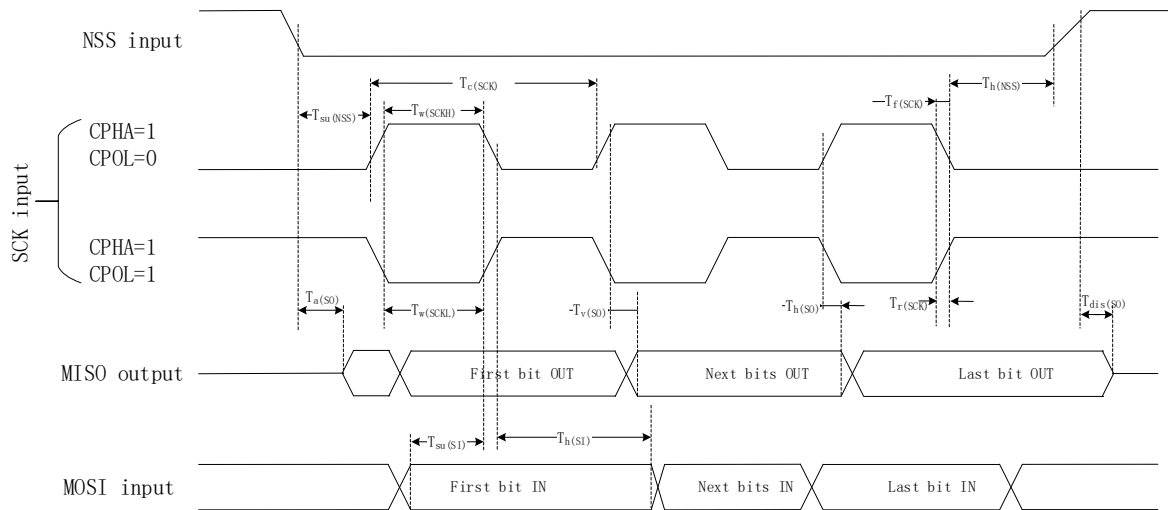 NSS input
Tc(SCK)
Th(NSS)
Tf(SCK)
Tsu(NSS)
Tw(SCKH)
SCK input
CPHA=1
CPOL=0
CPHA=1
CPOL=1
Ta(SO)
Tw(SCKL)
Tv(SO)
Th(SO)
Tr(SCK)
Tdis(SO)
MISO output
First bit OUT
Next bits OUT
Last bit OUT
Tsu(SI)
Th(SI)
MOSI input
First bit IN
Next bits IN
Last bit IN